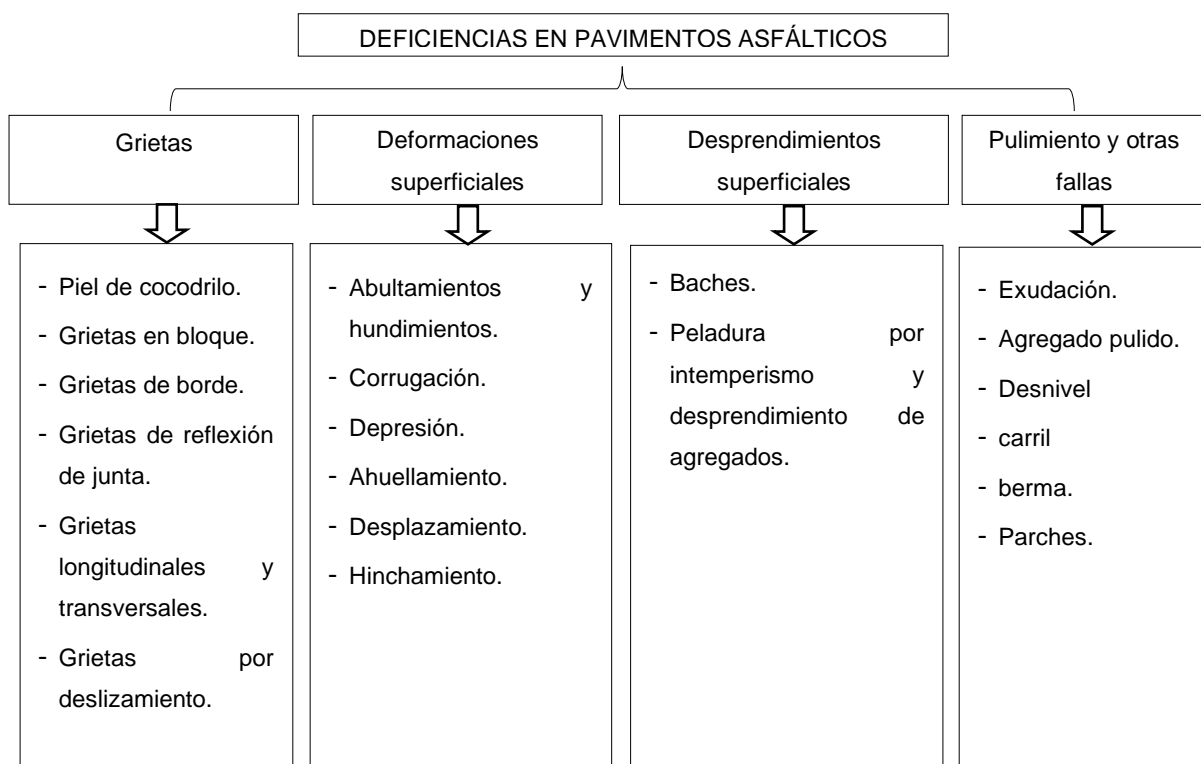 DEFICIENCIAS EN PAVIMENTOS ASFÁLTICOS
Grietas
- Piel de cocodrilo.
- Grietas en bloque.
- Grietas de borde.
- Grietas de reflexión
de junta.
- Grietas
longitudinales y
transversales.
- Grietas por
deslizamiento.
Deformaciones
superficiales
- Abultamientos y
hundimientos.
- Corrugación.
- Depresión.
- Ahuellamiento.
- Desplazamiento.
- Hinchamiento.
Desprendimientos
superficiales
- Baches.
- Peladura por
intemperismo y
desprendimiento de
agregados.
Pulimiento y otras
fallas
- Exudación.
- Agregado pulido.
- Desnivel
- carril
- berma.
- Parches.